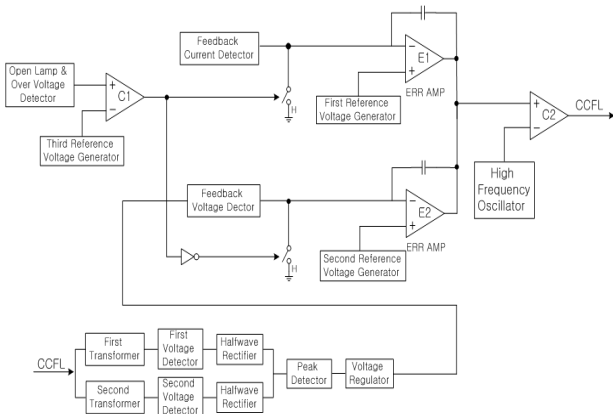 Feedback
Current Detector
Open Lamp &
Over Voltage
Detector
+
−
C1
Third Reference
Voltage Generator
H
−
+
E1
ERR AMP
First Reference
Voltage Generator
+
−
C2
CCFL
High
Frequency
Oscillator
Feedback
Voltage Dector
H
−
+
E2
ERR AMP
Second Reference
Voltage Generator
CCFL
First
Transformer
First
Voltage
Detector
Halfwave
Rectifier
Second
Transformer
Second
Voltage
Detector
Halfwave
Rectifier
Peak
Detector
Voltage
Regulator